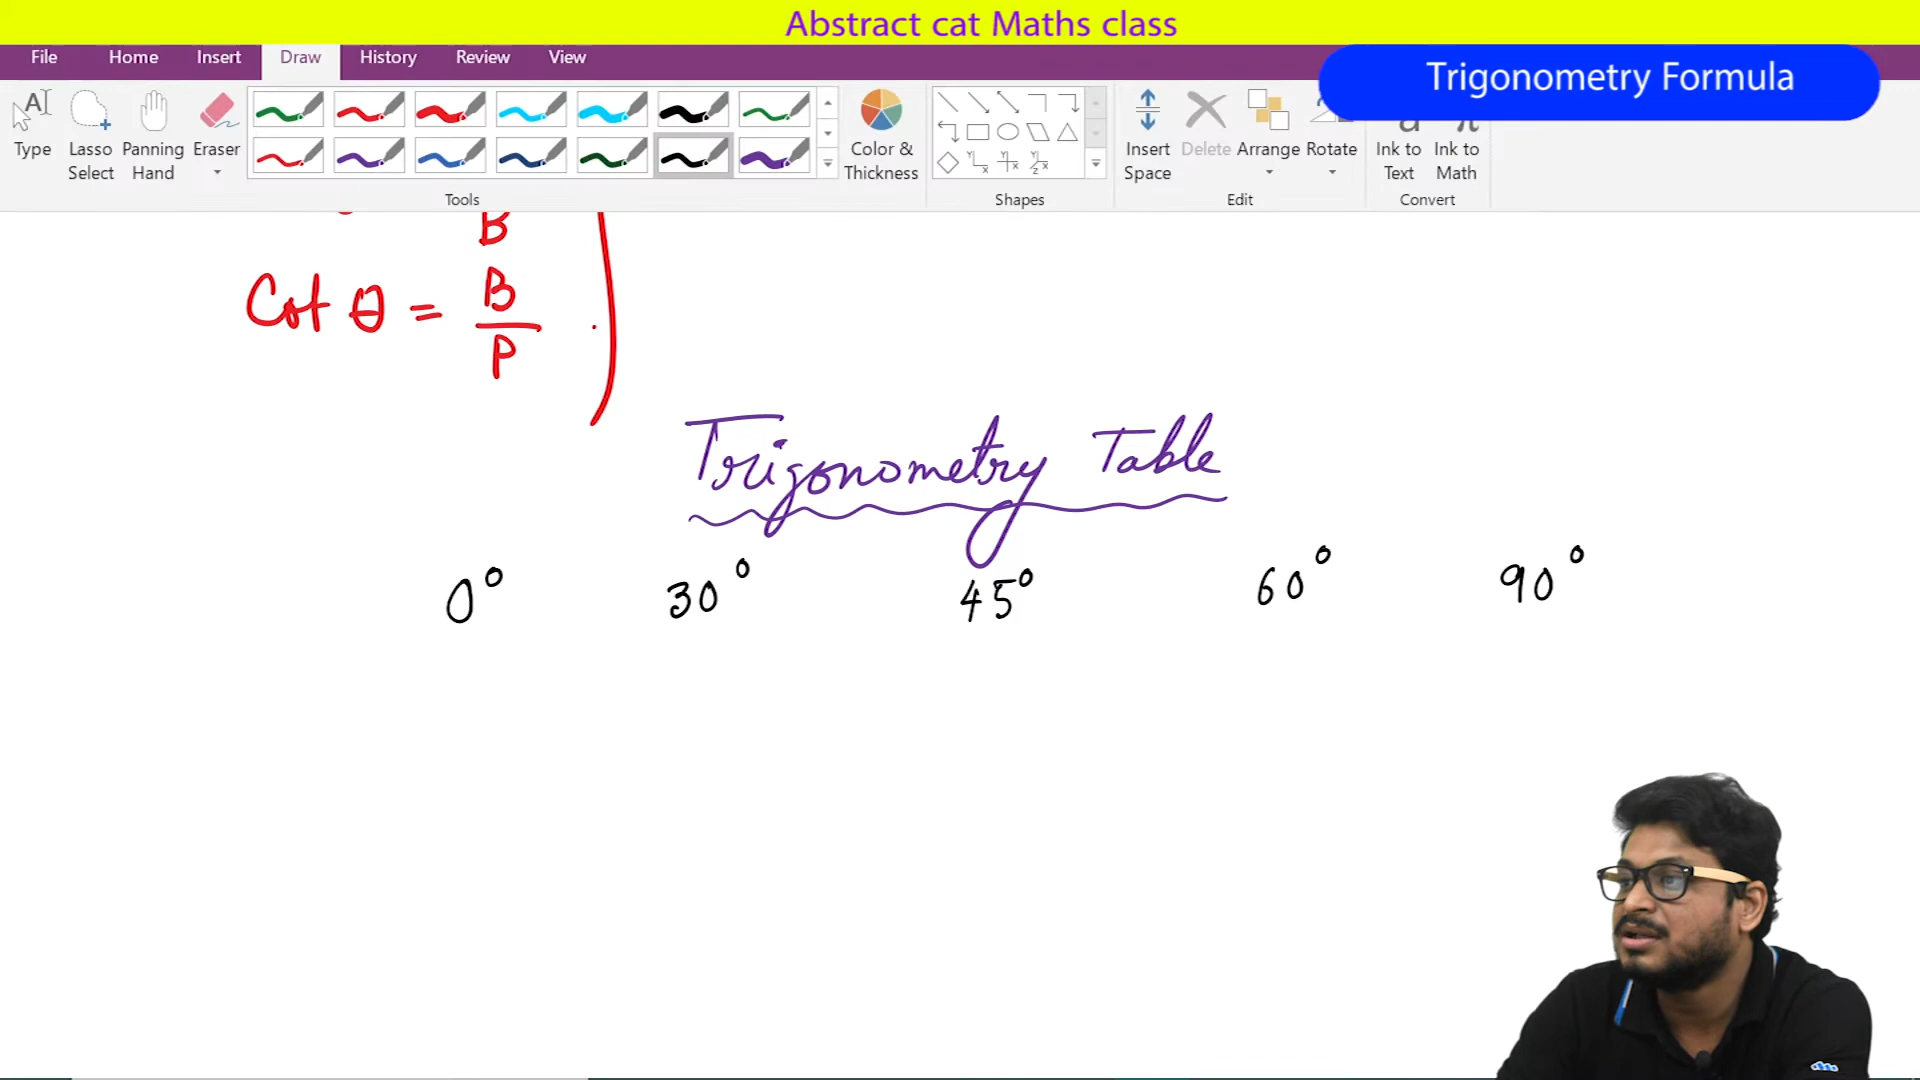 Abstract cat Maths class
File Home Insert Draw History Review View
Trigonometry Formula
Type Lasso Select Panning Hand Eraser Color & Thickness Insert Space Delete Arrange Rotate Ink to Text Ink to Math
Tools Shapes Edit Convert
B
Cot θ = B/P
Trigonometry Table
0° 30° 45° 60° 90°